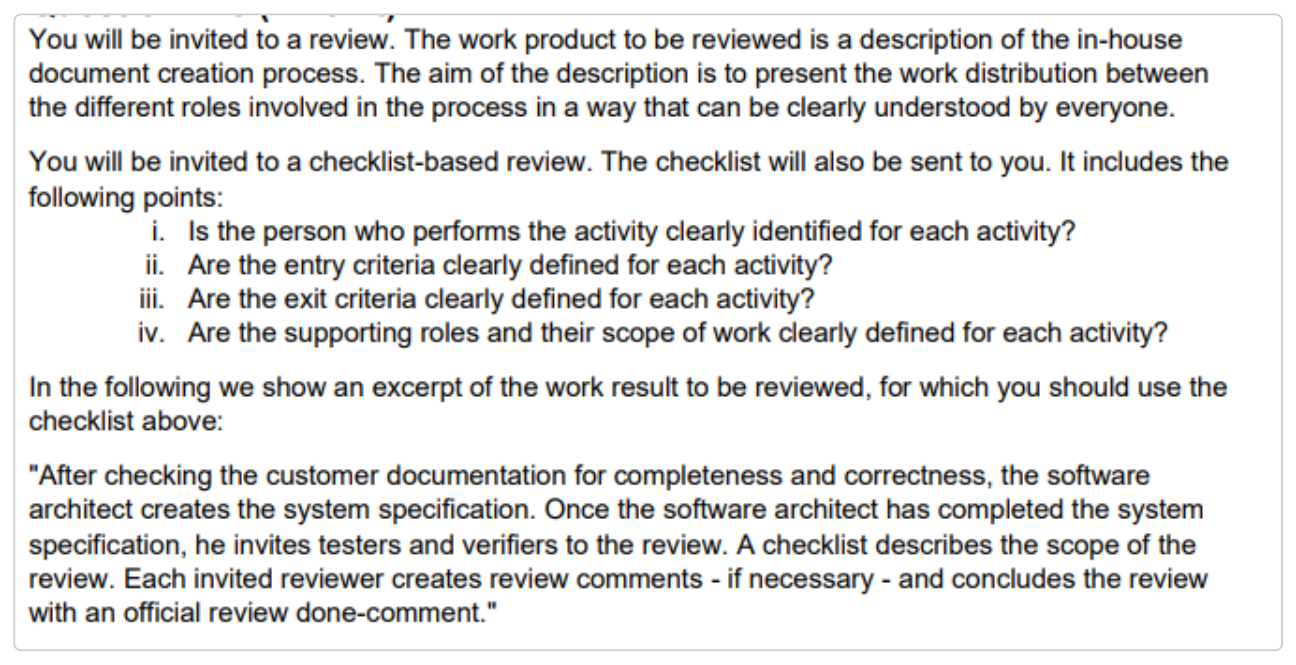 You will be invited to a review. The work product to be reviewed is a description of the in-house
document creation process. The aim of the description is to present the work distribution between
the different roles involved in the process in a way that can be clearly understood by everyone.
You will be invited to a checklist-based review. The checklist will also be sent to you. It includes the
following points:
i. Is the person who performs the activity clearly identified for each activity?
ii. Are the entry criteria clearly defined for each activity?
iii. Are the exit criteria clearly defined for each activity?
iv. Are the supporting roles and their scope of work clearly defined for each activity?
In the following we show an excerpt of the work result to be reviewed, for which you should use the
checklist above:
"After checking the customer documentation for completeness and correctness, the software
architect creates the system specification. Once the software architect has completed the system
specification, he invites testers and verifiers to the review. A checklist describes the scope of the
review. Each invited reviewer creates review comments - if necessary - and concludes the review
with an official review done-comment."